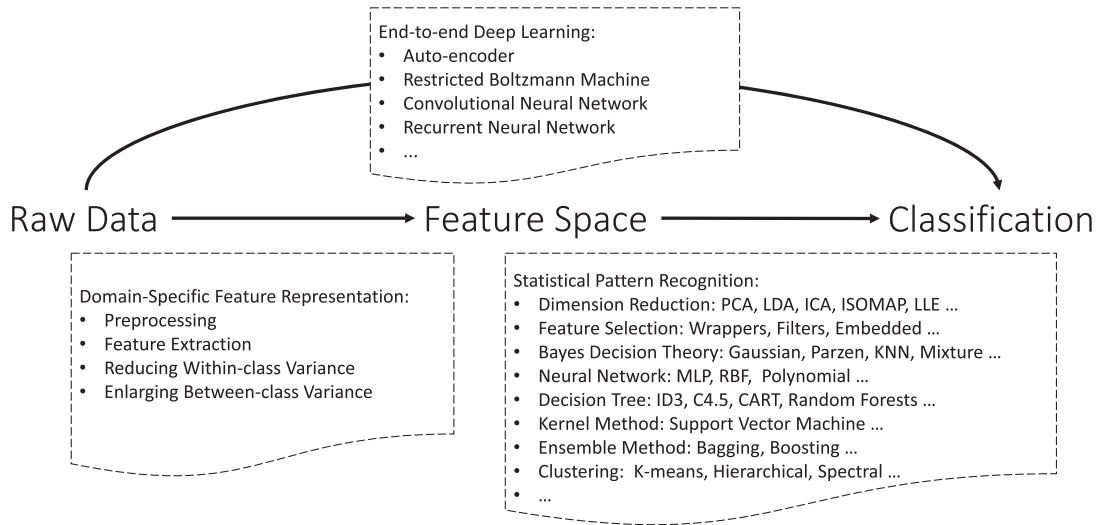 End-to-end Deep Learning:
• Auto-encoder
• Restricted Boltzmann Machine
• Convolutional Neural Network
• Recurrent Neural Network
• ...
Raw Data
Feature Space
Classification
Domain-Specific Feature Representation:
• Preprocessing
• Feature Extraction
• Reducing Within-class Variance
• Enlarging Between-class Variance
Statistical Pattern Recognition:
• Dimension Reduction: PCA, LDA, ICA, ISOMAP, LLE ...
• Feature Selection: Wrappers, Filters, Embedded ...
• Bayes Decision Theory: Gaussian, Parzen, KNN, Mixture ...
• Neural Network: MLP, RBF, Polynomial ...
• Decision Tree: ID3, C4.5, CART, Random Forests ...
• Kernel Method: Support Vector Machine ...
• Ensemble Method: Bagging, Boosting ...
• Clustering: K-means, Hierarchical, Spectral ...
• ...